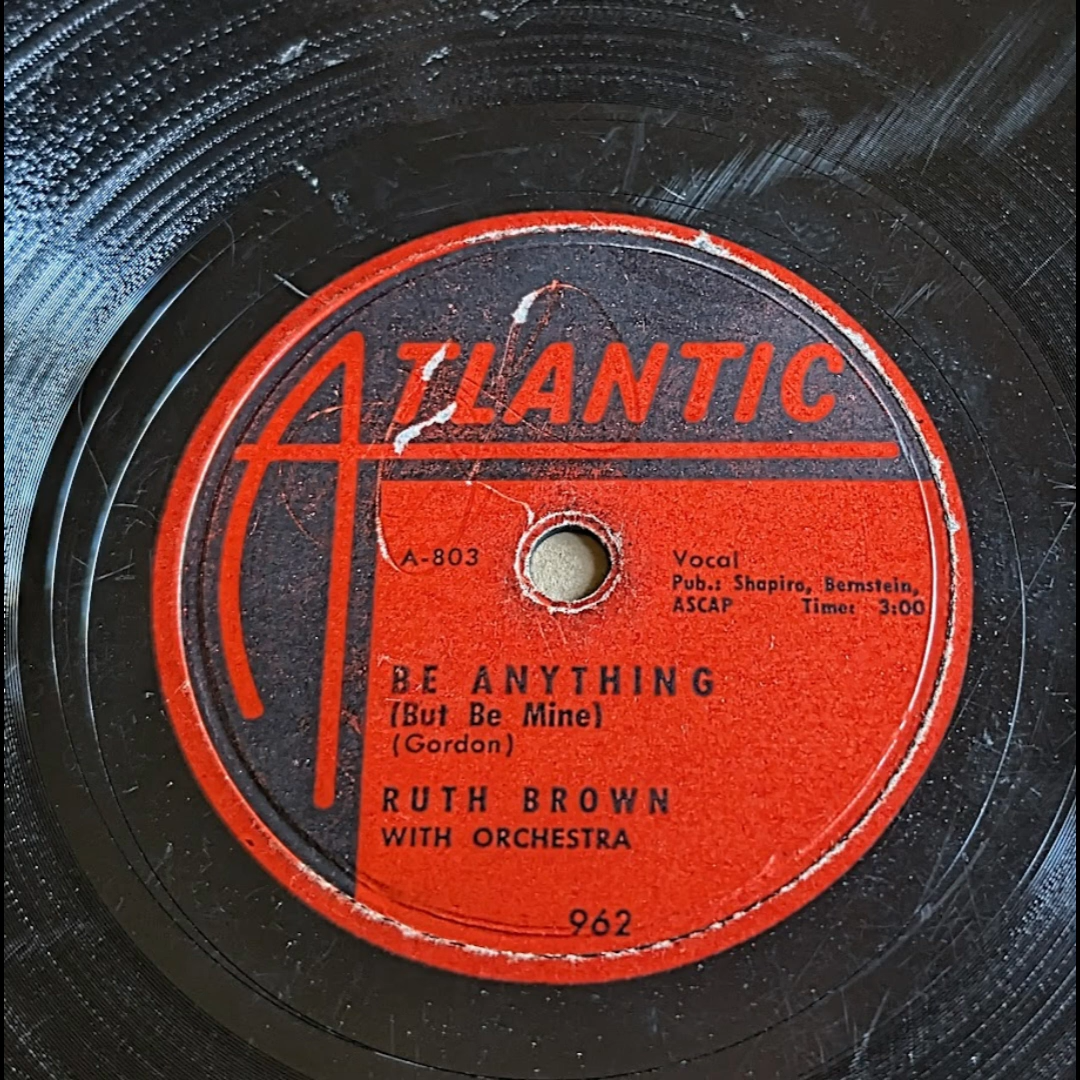 ATLANTIC
A-803
Vocal
Pub.: Shapiro, Bernstein,
ASCAP Time: 3:00
BE ANYTHING
(But Be Mine)
(Gordon)
RUTH BROWN
WITH ORCHESTRA
962